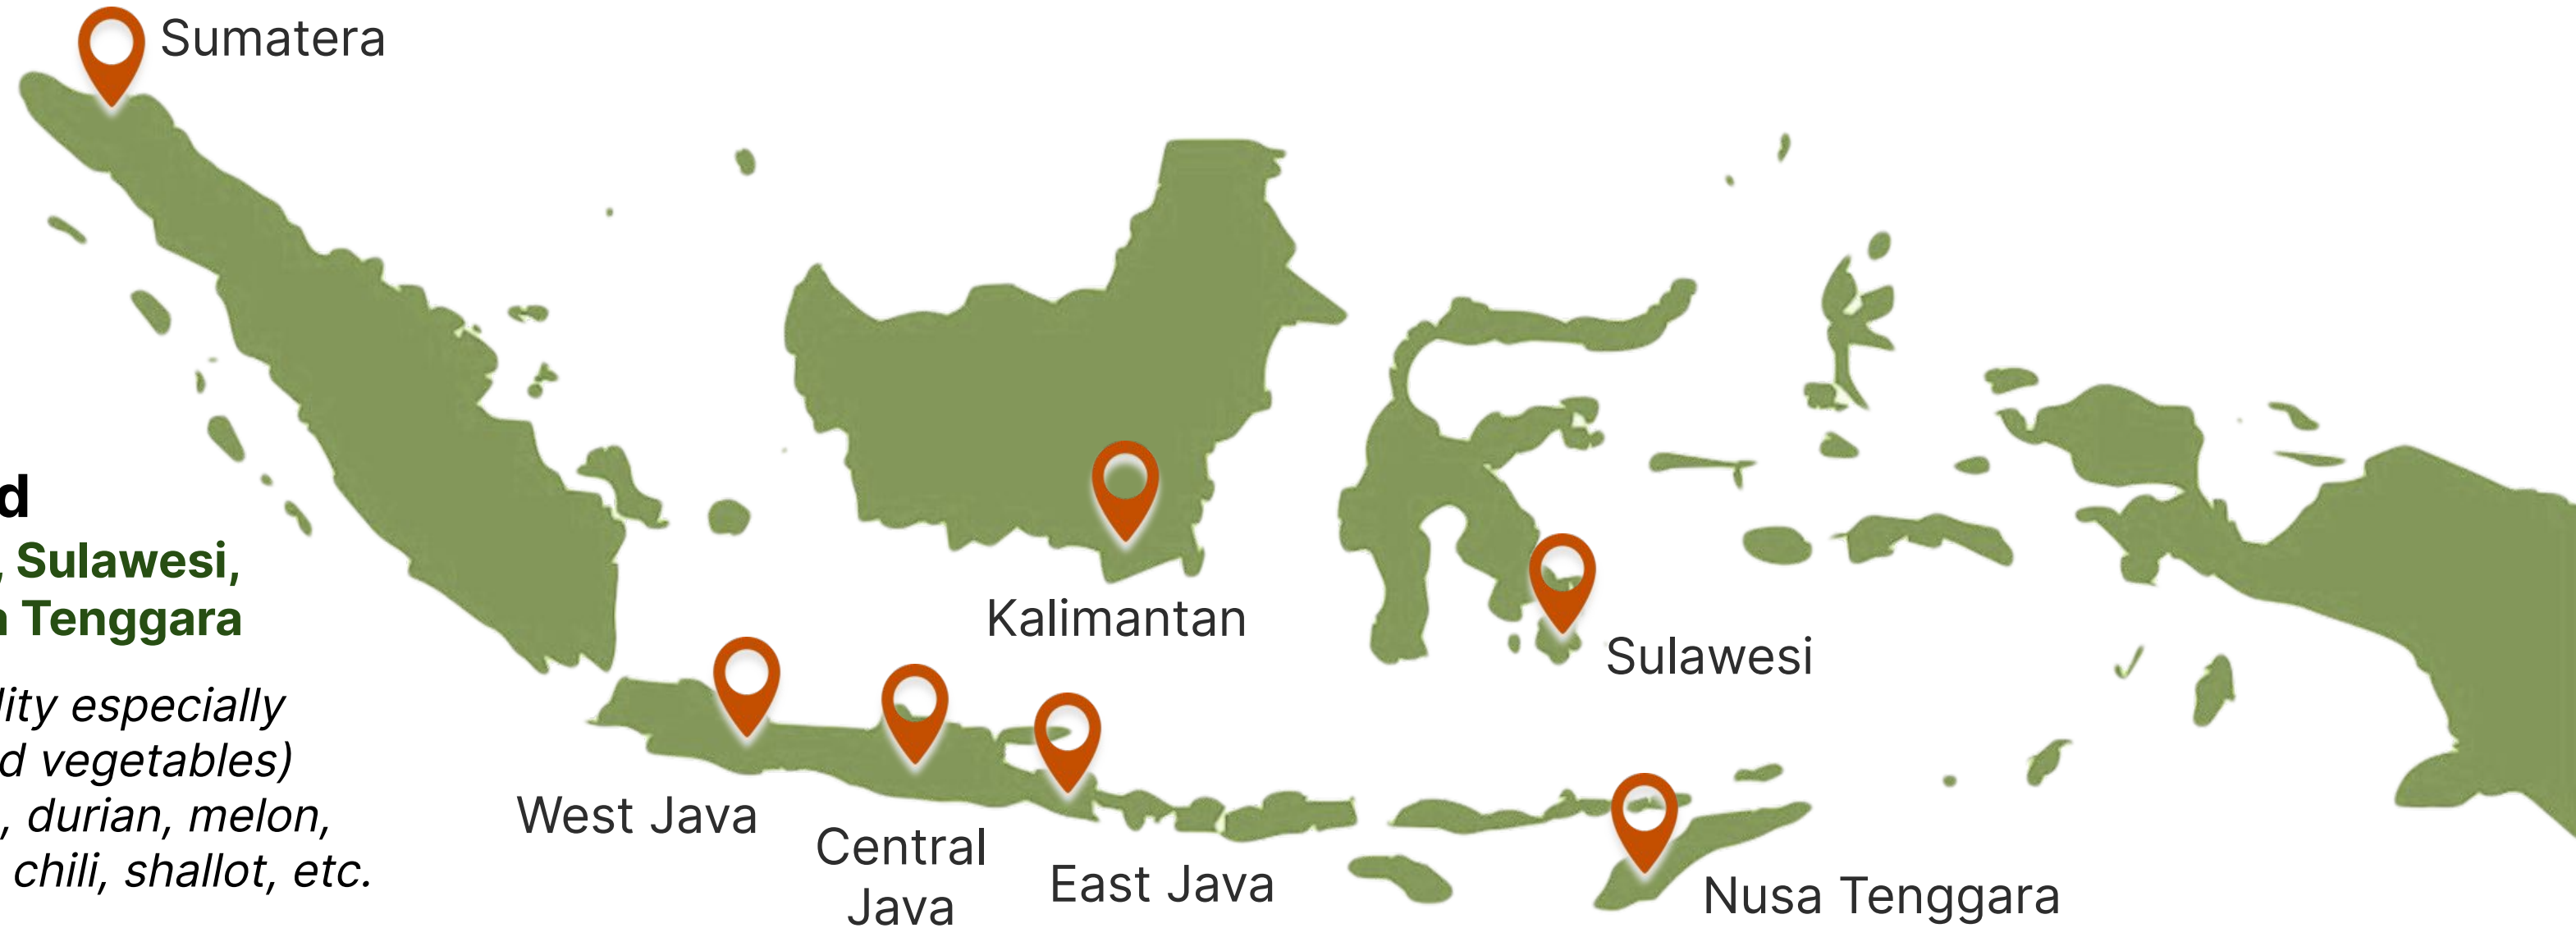 Sumatera
d
, Sulawesi,
Tenggara
lity especially
d vegetables)
, durian, melon,
chili, shallot, etc.
Kalimantan
Sulawesi
West Java
Central
Java
East Java
Nusa Tenggara